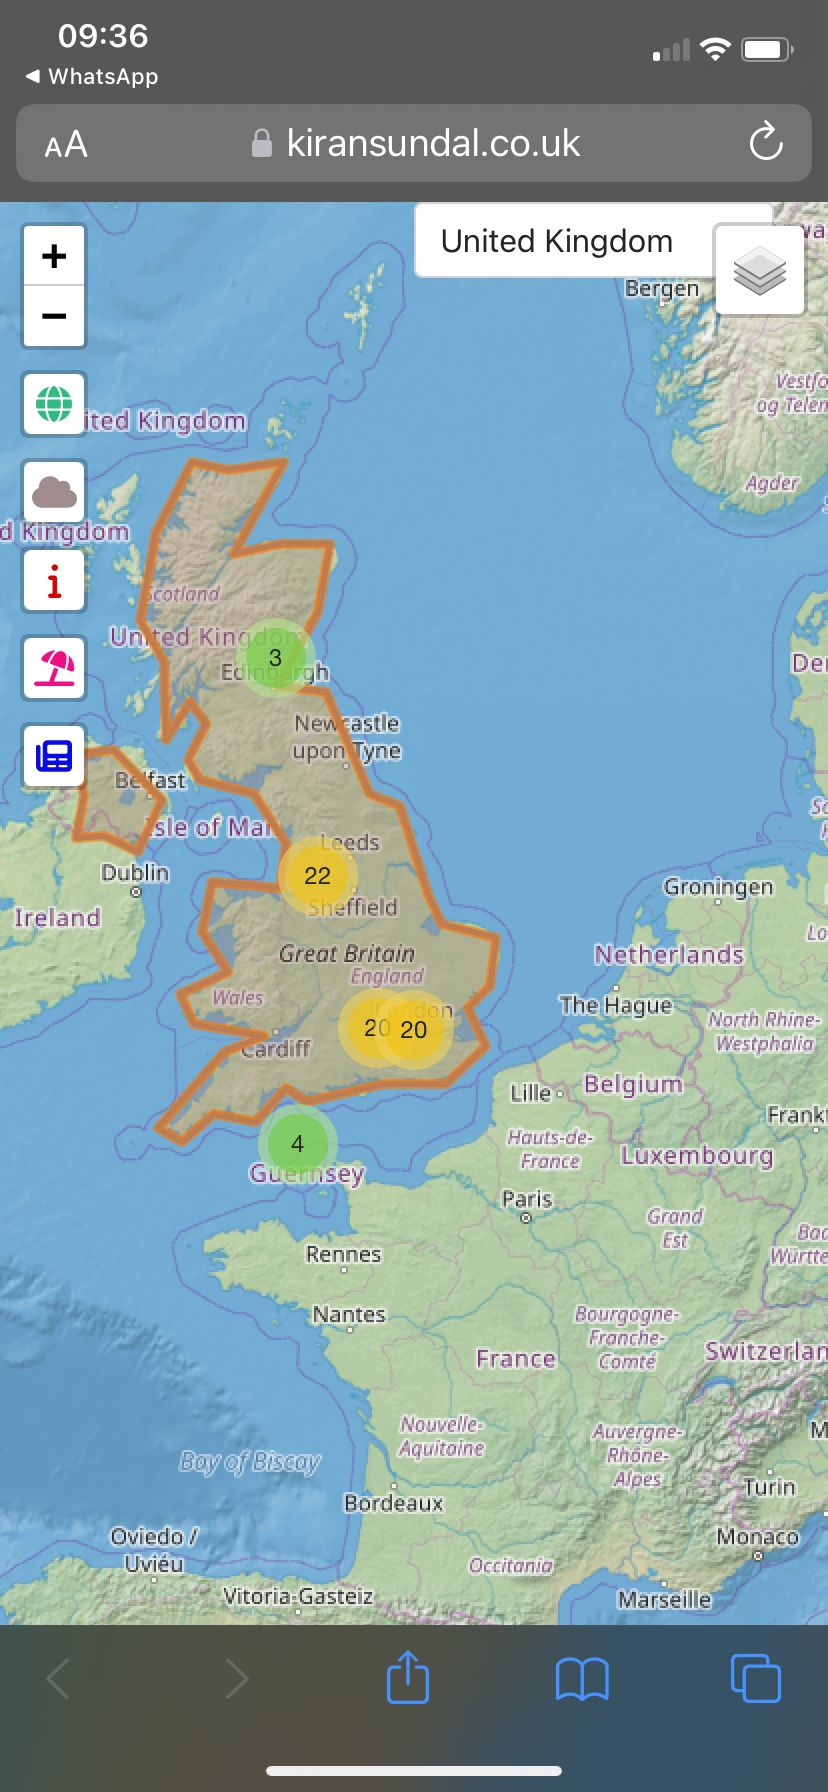 09:36
WhatsApp
AA
kiransundal.co.uk
+
United Kingdom
−
Bergen
Vestfo
og Telen
ited Kingdom
Agder
d Kingdom
i
Scotland
United Kingdom
3
Edinburgh
Newcastle
upon Tyne
Belfast
Isle of Man
Leeds
Dublin
22
Groningen
Sheffield
Ireland
Great Britain
Netherlands
England
Wales
The Hague
London
20
20
North Rhine-
Westphalia
Cardiff
Lille
Belgium
Frankf
4
Hauts-de-
France
Luxembourg
Guernsey
Paris
Grand
Est
Bad
Württe
Rennes
Nantes
Bourgogne-
Franche-
Comté
France
Switzerlan
Nouvelle-
Aquitaine
Auvergne-
Rhône-
Alpes
Bay of Biscay
Turin
Bordeaux
Oviedo /
Uviéu
Monaco
Occitania
Vitoria-Gasteiz
Marseille